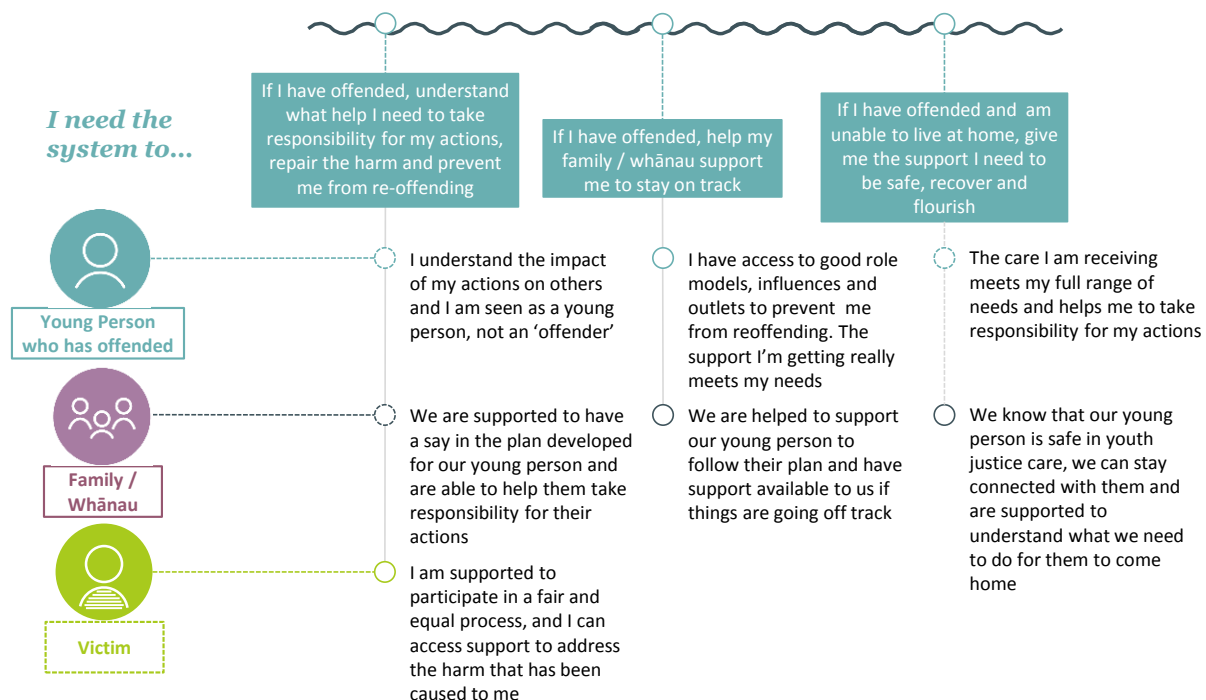 I need the
system to...
If I have offended, understand
what help I need to take
responsibility for my actions,
repair the harm and prevent
me from re-offending
If I have offended, help my
family / whānau support
me to stay on track
If I have offended and am
unable to live at home, give
me the support I need to
be safe, recover and
flourish
Young Person
who has offended
I understand the impact
of my actions on others
and I am seen as a young
person, not an ‘offender’
I have access to good role
models, influences and
outlets to prevent me
from reoffending. The
support I’m getting really
meets my needs
The care I am receiving
meets my full range of
needs and helps me to take
responsibility for my actions
Family /
Whānau
We are supported to have
a say in the plan developed
for our young person and
are able to help them take
responsibility for their
actions
We are helped to support
our young person to
follow their plan and have
support available to us if
things are going off track
We know that our young
person is safe in youth
justice care, we can stay
connected with them and
are supported to
understand what we need
to do for them to come
home
Victim
I am supported to
participate in a fair and
equal process, and I can
access support to address
the harm that has been
caused to me